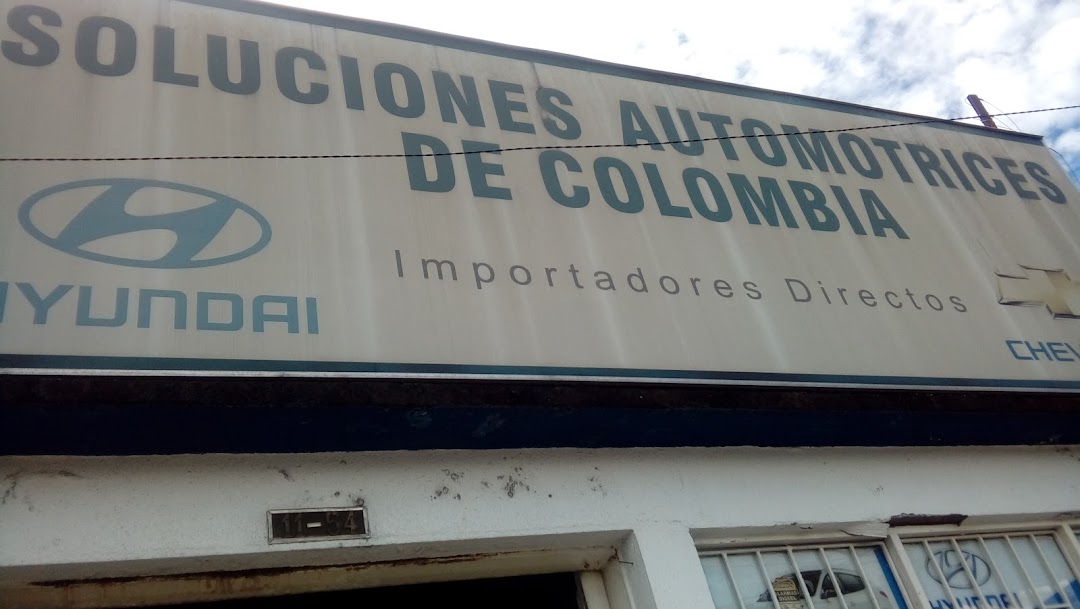 SOLUCIONES AUTOMOTRICES
DE COLOMBIA
Importadores Directos
HYUNDAI
CHEV
11-54
HYUNDAI